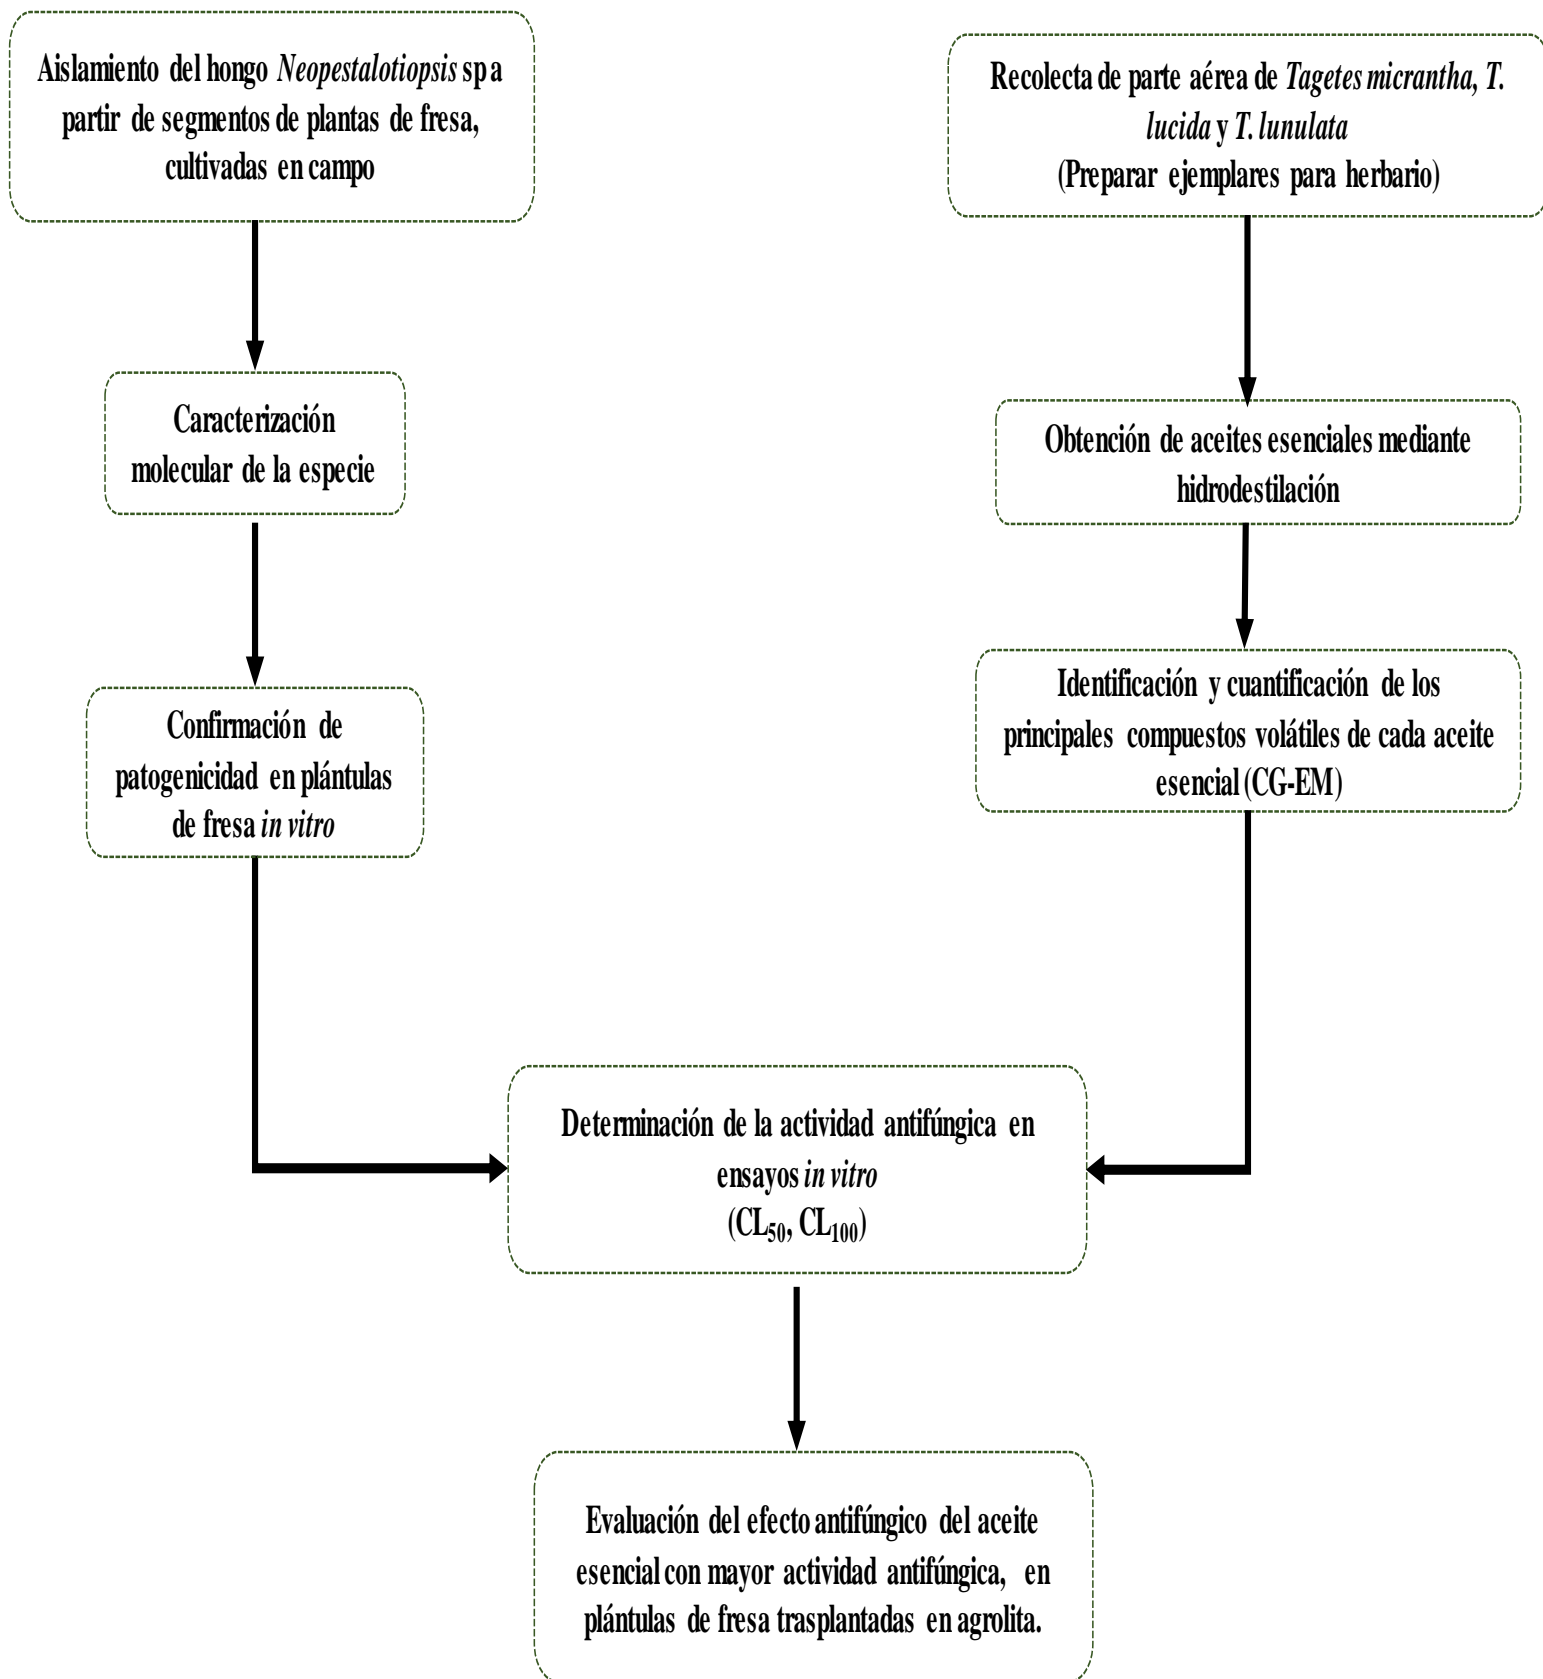 Aislamiento del hongo Neopestalotiopsis sp a
partir de segmentos de plantas de fresa,
cultivadas en campo
Recolecta de parte aérea de Tagetes micrantha, T.
lucida y T. lunulata
(Preparar ejemplares para herbario)
Caracterización
molecular de la especie
Obtención de aceites esenciales mediante
hidrodestilación
Confirmación de
patogenicidad en plántulas
de fresa in vitro
Identificación y cuantificación de los
principales compuestos volátiles de cada aceite
esencial (CG-EM)
Determinación de la actividad antifúngica en
ensayos in vitro
(CL50, CL100)
Evaluación del efecto antifúngico del aceite
esencial con mayor actividad antifúngica, en
plántulas de fresa trasplantadas en agrolita.